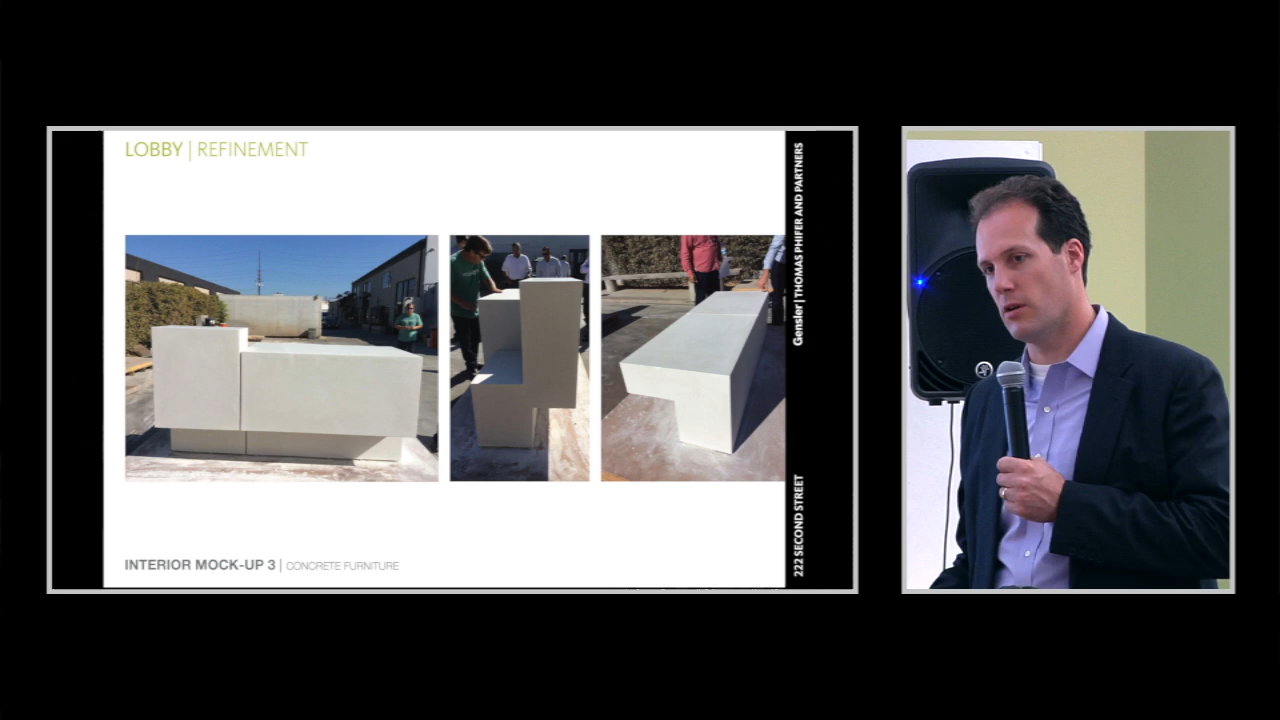 LOBBY | REFINEMENT
INTERIOR MOCK-UP 3 | CONCRETE FURNITURE
Gensler | THOMAS PHIFER AND PARTNERS
222 SECOND STREET